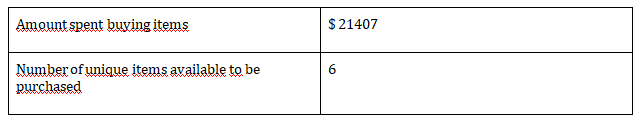 Amount spent buying items
$ 21407
Number of unique items available to be
purchased
6